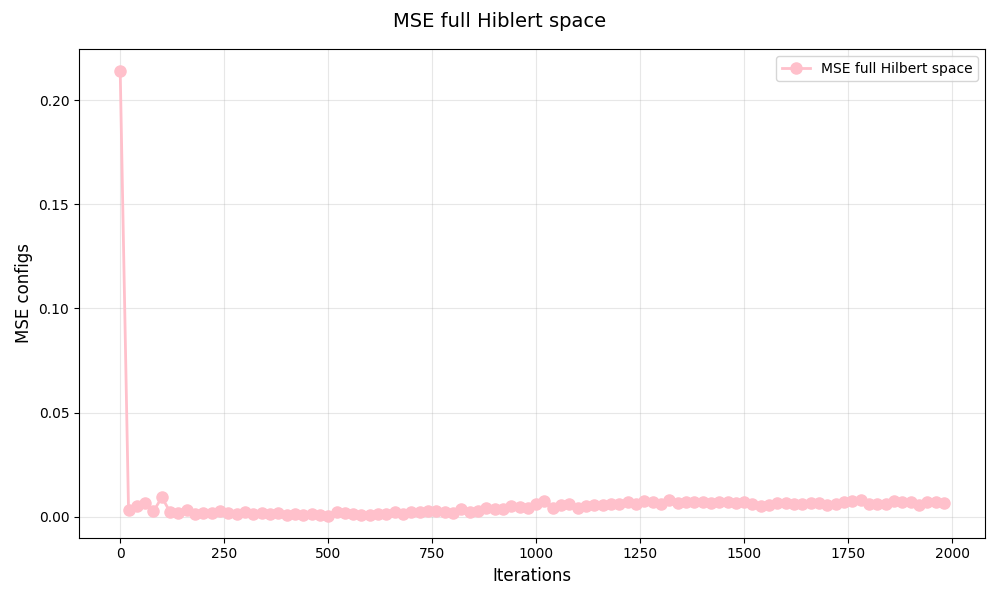 MSE full Hiblert space
MSE full Hilbert space
MSE configs
0.20
0.15
0.10
0.05
0.00
0 250 500 750 1000 1250 1500 1750 2000
Iterations